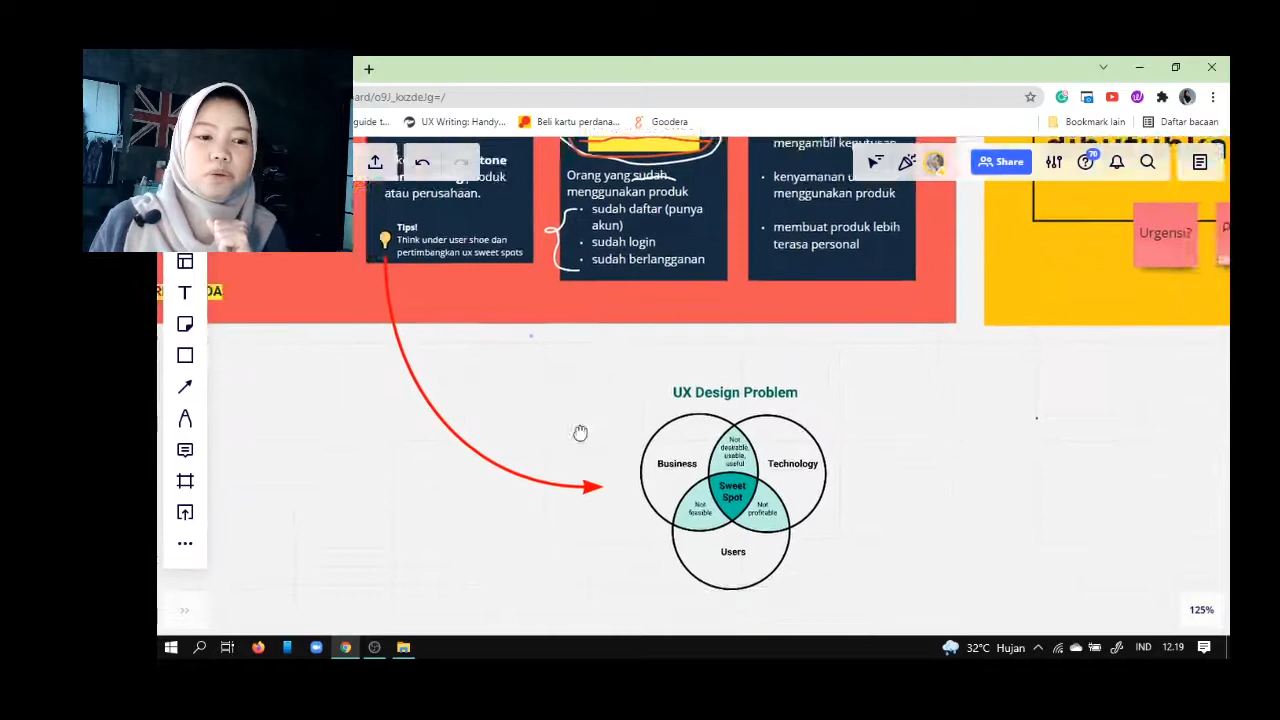 ard/o9J_kxzdeJg=/
guide t...
UX Writing: Handy...
Beli kartu perdana...
Goodera
Bookmark lain
Daftar bacaan
Share
70
tone
produk
atau perusahaan.
Tips!
Think under user shoe dan
pertimbangkan ux sweet spots
Orang yang sudah
menggunakan produk
sudah daftar (punya
akun)
sudah login
sudah berlangganan
mengambil keputusan
kenyamanan
menggunakan produk
membuat produk lebih
terasa personal
Urgensi?
DA
UX Design Problem
Business
Technology
Users
Not
desirable,
useable,
useful
Sweet
Spot
Not
feasible
Not
profitable
125%
32°C Hujan
IND
12.19